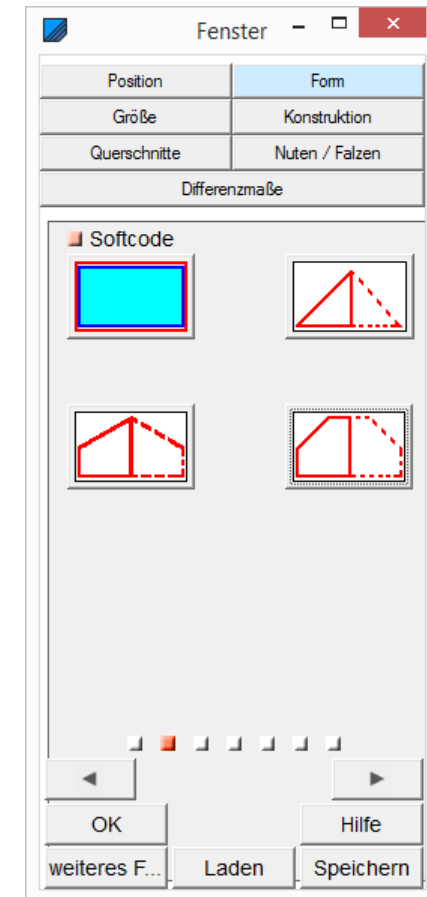 Fenster
Position Form
Größe Konstruktion
Querschnitte Nuten / Falzen
Differenzmaße
Softcode
OK Hilfe
weiteres F... Laden Speichern